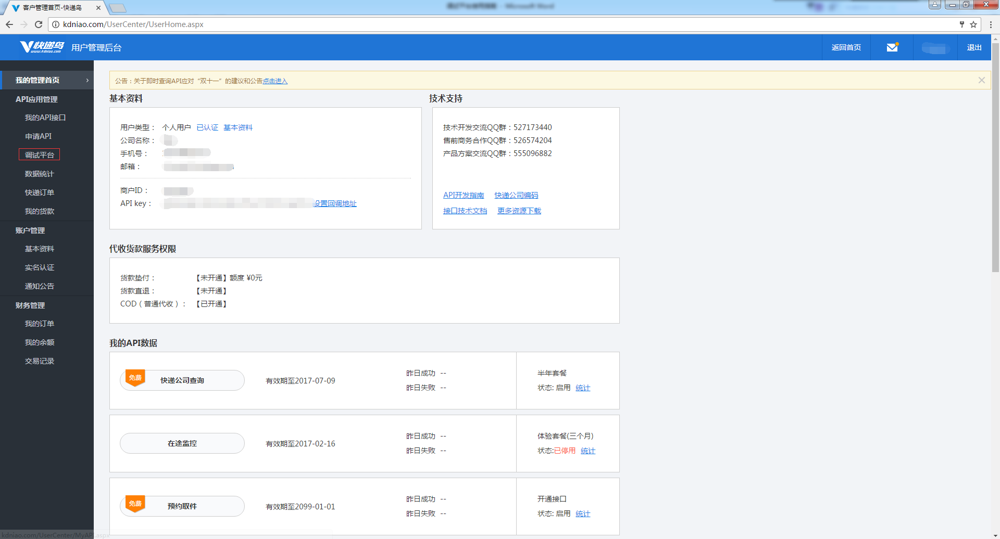 客户管理首页-快递鸟
kdniao.com/UserCenter/UserHome.aspx
快递鸟
www.kdniao.com
用户管理后台
返回首页
退出
我的管理首页
API应用管理
我的API接口
申请API
调试平台
数据统计
快递订单
我的货款
账户管理
基本资料
实名认证
通知公告
财务管理
我的订单
我的余额
交易记录
公告：关于即时查询API应对“双十一”的建议和公告点击进入
基本资料
用户类型： 个人用户 已认证 基本资料
公司名称：
手机号：
邮箱：
商户ID：
API key： 设置回调地址
技术支持
技术开发交流QQ群：527173440
售前商务合作QQ群：526574204
产品方案交流QQ群：555096882
API开发指南 快递公司编码
接口技术文档 更多资源下载
代收货款服务权限
货款垫付： 【未开通】额度 ¥0元
货款直退： 【未开通】
COD（普通代收）： 【已开通】
我的API数据
免费 快递公司查询 有效期至2017-07-09
昨日成功 --
昨日失败 --
半年套餐
状态: 启用 统计
在途监控 有效期至2017-02-16
昨日成功 --
昨日失败 --
体验套餐(三个月)
状态:已停用 统计
免费 预约取件 有效期至2099-01-01
昨日成功 --
昨日失败 --
开通接口
状态: 启用 统计
kdniao.com/UserCenter/MyAPI.aspx